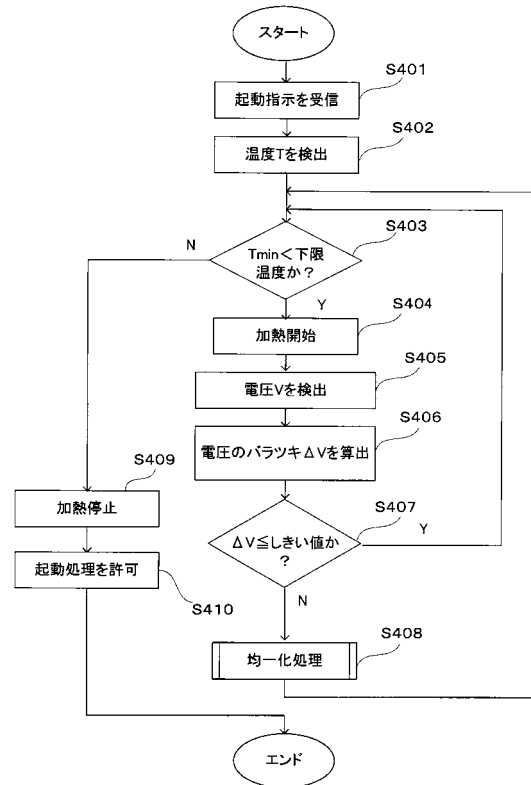 スタート
S401
起動指示を受信
S402
温度Tを検出
S403
N
Tmin<下限
温度か?
Y
S404
加熱開始
S405
電圧Vを検出
S406
電圧のバラツキΔVを算出
S409
加熱停止
S407
ΔV≦しきい値か
?
Y
起動処理を許可
S410
N
S408
均一化処理
エンド